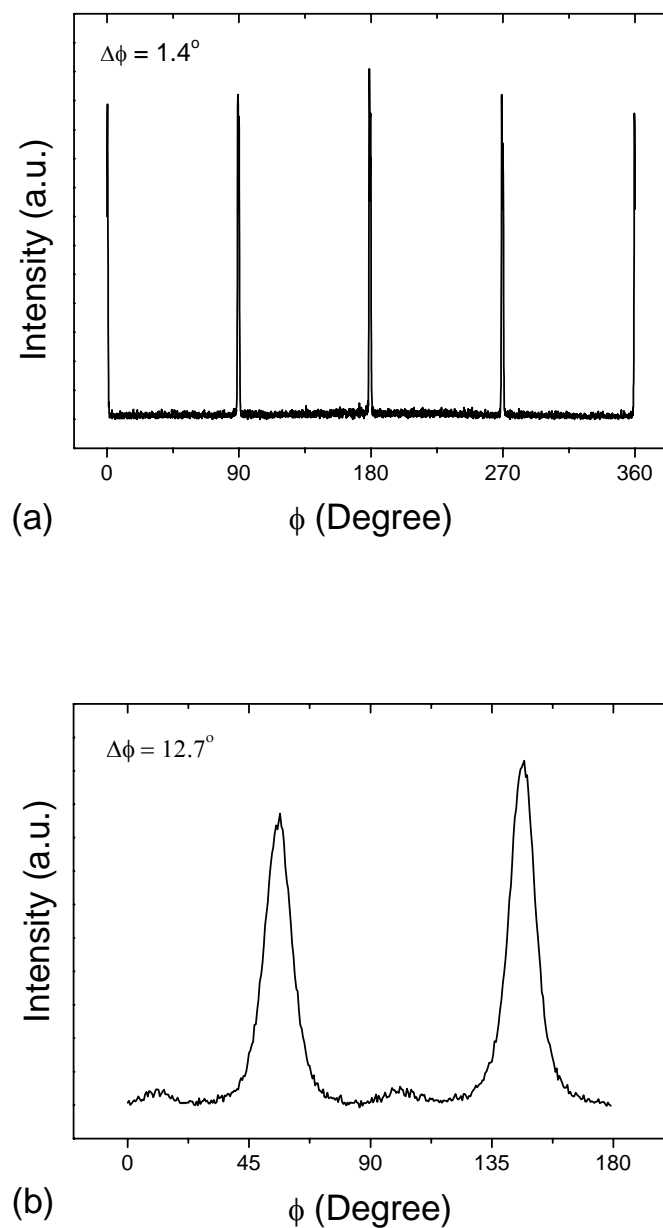 Δϕ = 1.4°
Intensity (a.u.)
0 90 180 270 360
(a) ϕ (Degree)
Δϕ = 12.7°
Intensity (a.u.)
0 45 90 135 180
(b) ϕ (Degree)